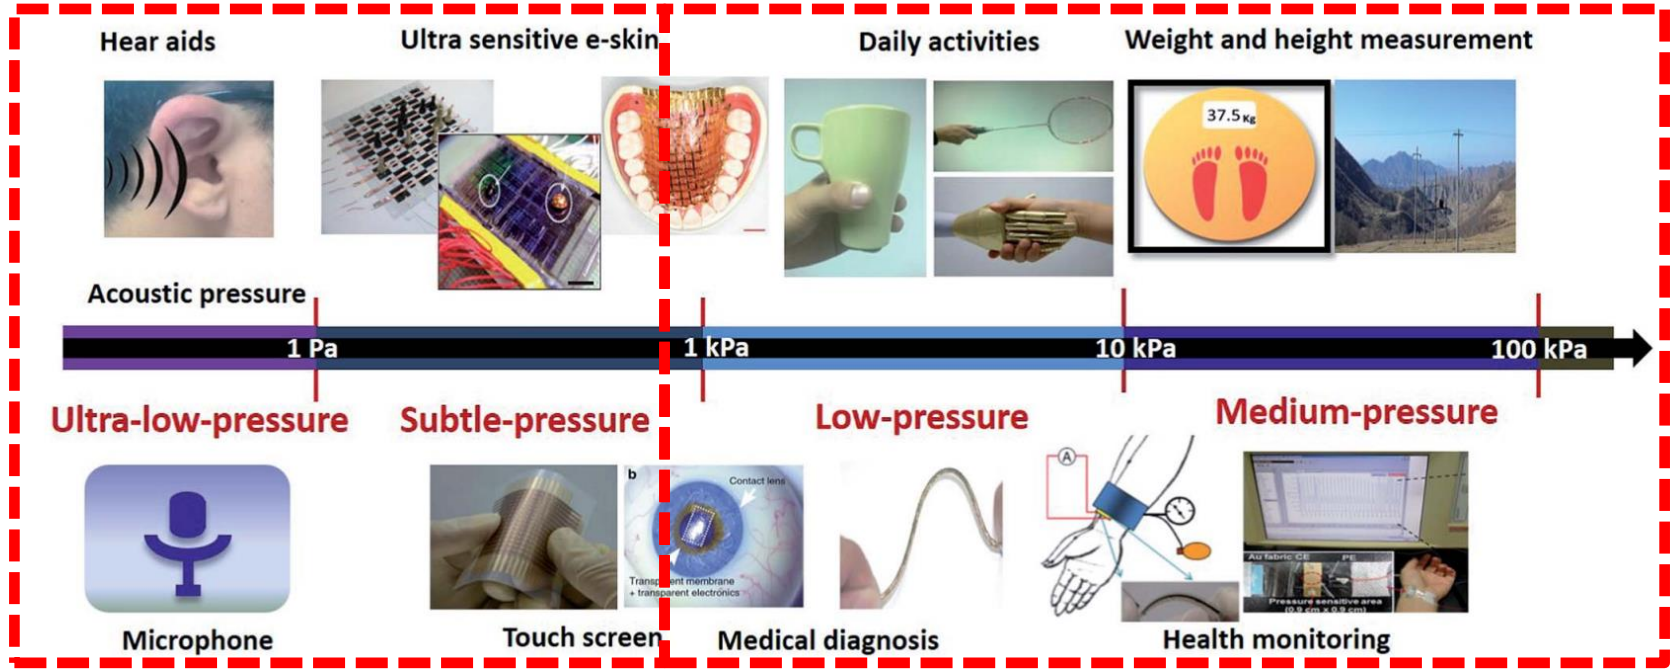 Hear aids
Ultra sensitive e-skin
Daily activities
Weight and height measurement
37.5 Kg
Acoustic pressure
1 Pa
1 kPa
10 kPa
100 kPa
Ultra-low-pressure
Subtle-pressure
Low-pressure
Medium-pressure
b
Contact lens
Transparent membrane
+ transparent electronics
A
Au fabric CE
PE
Pressure sensitive area
(0.9 cm x 0.9 cm)
Microphone
Touch screen
Medical diagnosis
Health monitoring